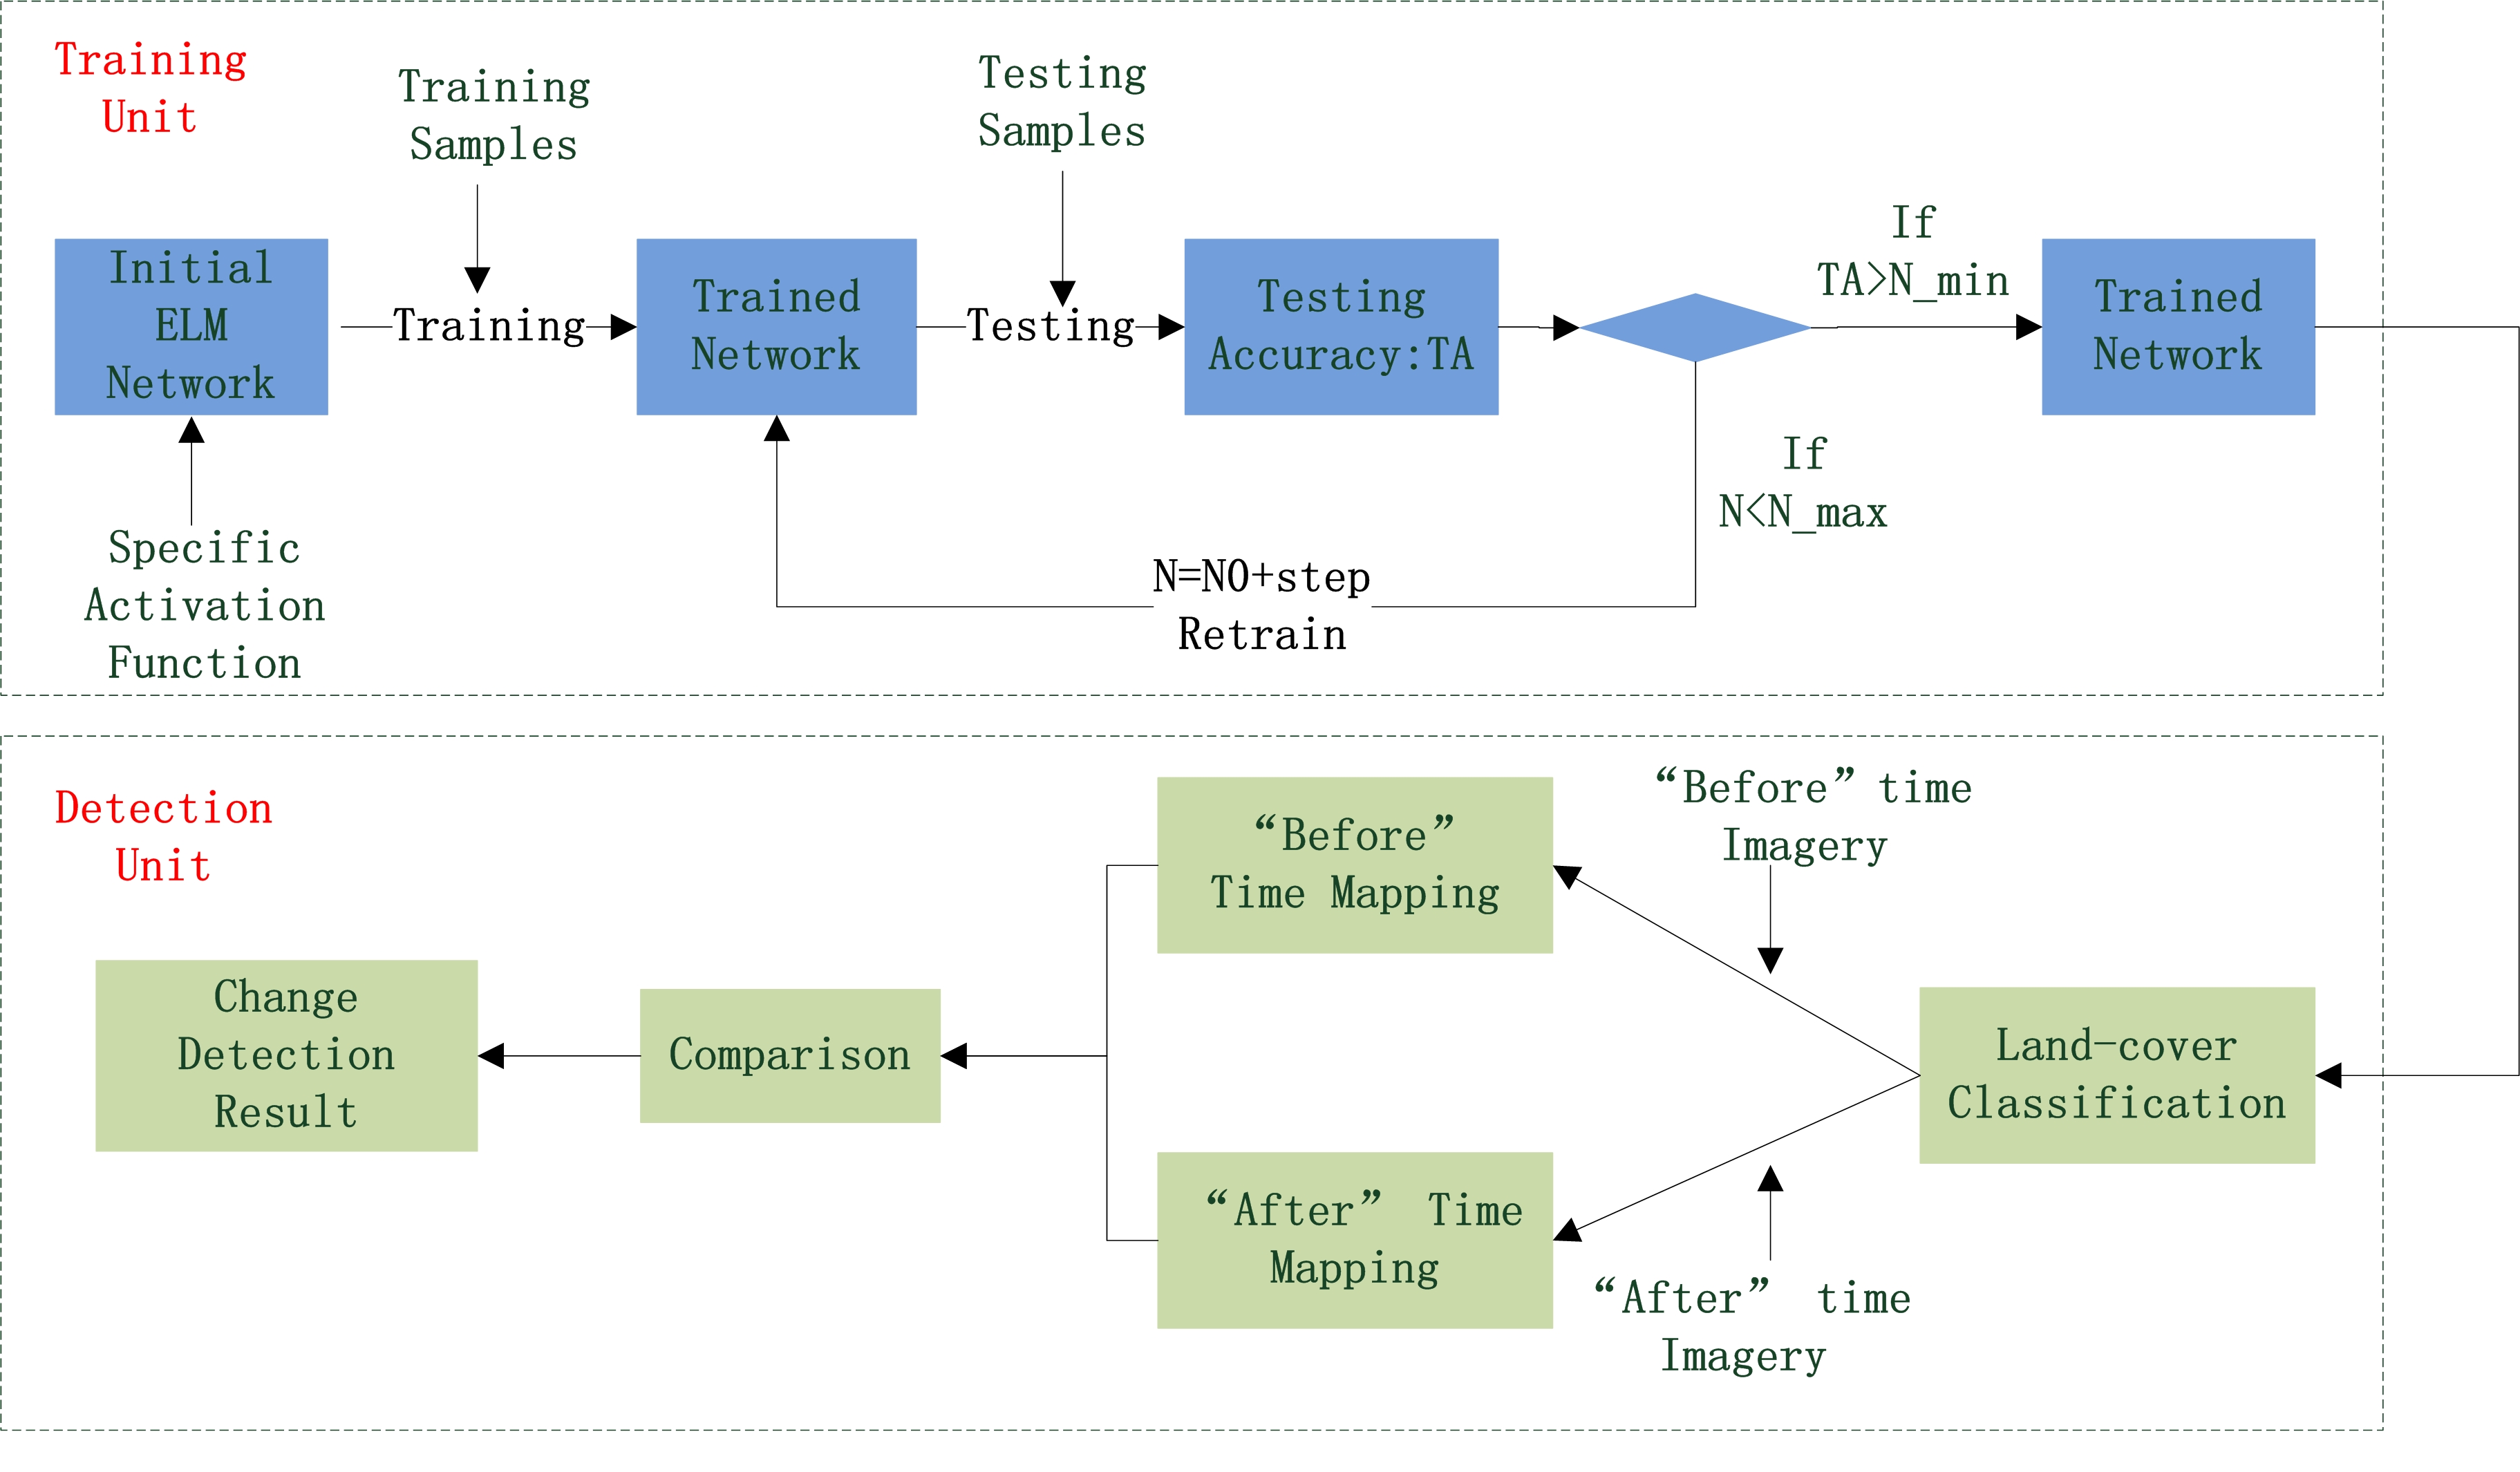 Training
Unit
Training
Samples
Testing
Samples
Initial
ELM
Network
Training
Trained
Network
Testing
Testing
Accuracy:TA
If
TA>N_min
Trained
Network
If
N<N_max
N=N0+step
Retrain
Specific
Activation
Function
Detection
Unit
“Before”
Time Mapping
“Before”time
Imagery
Change
Detection
Result
Comparison
Land-cover
Classification
“After” Time
Mapping
“After” time
Imagery